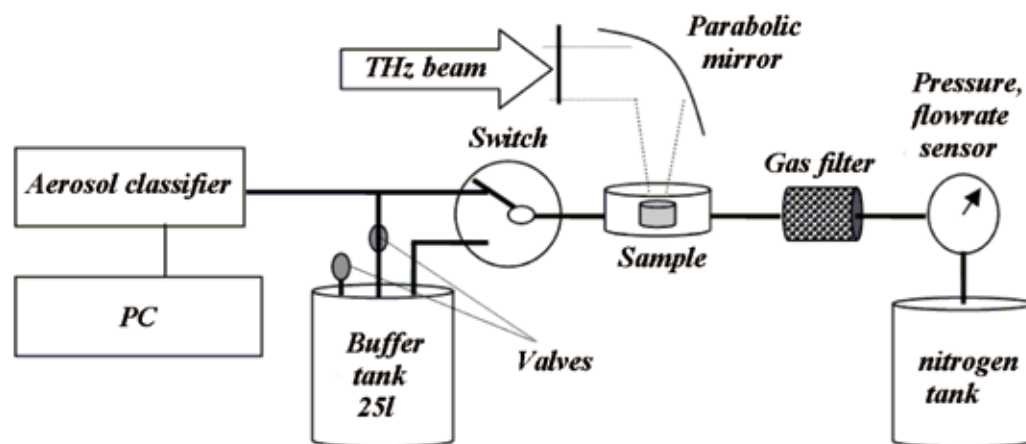 Parabolic
mirror
THz beam
Pressure,
flowrate
sensor
Switch
Gas filter
Aerosol classifier
Sample
PC
Buffer
tank
25l
Valves
nitrogen
tank